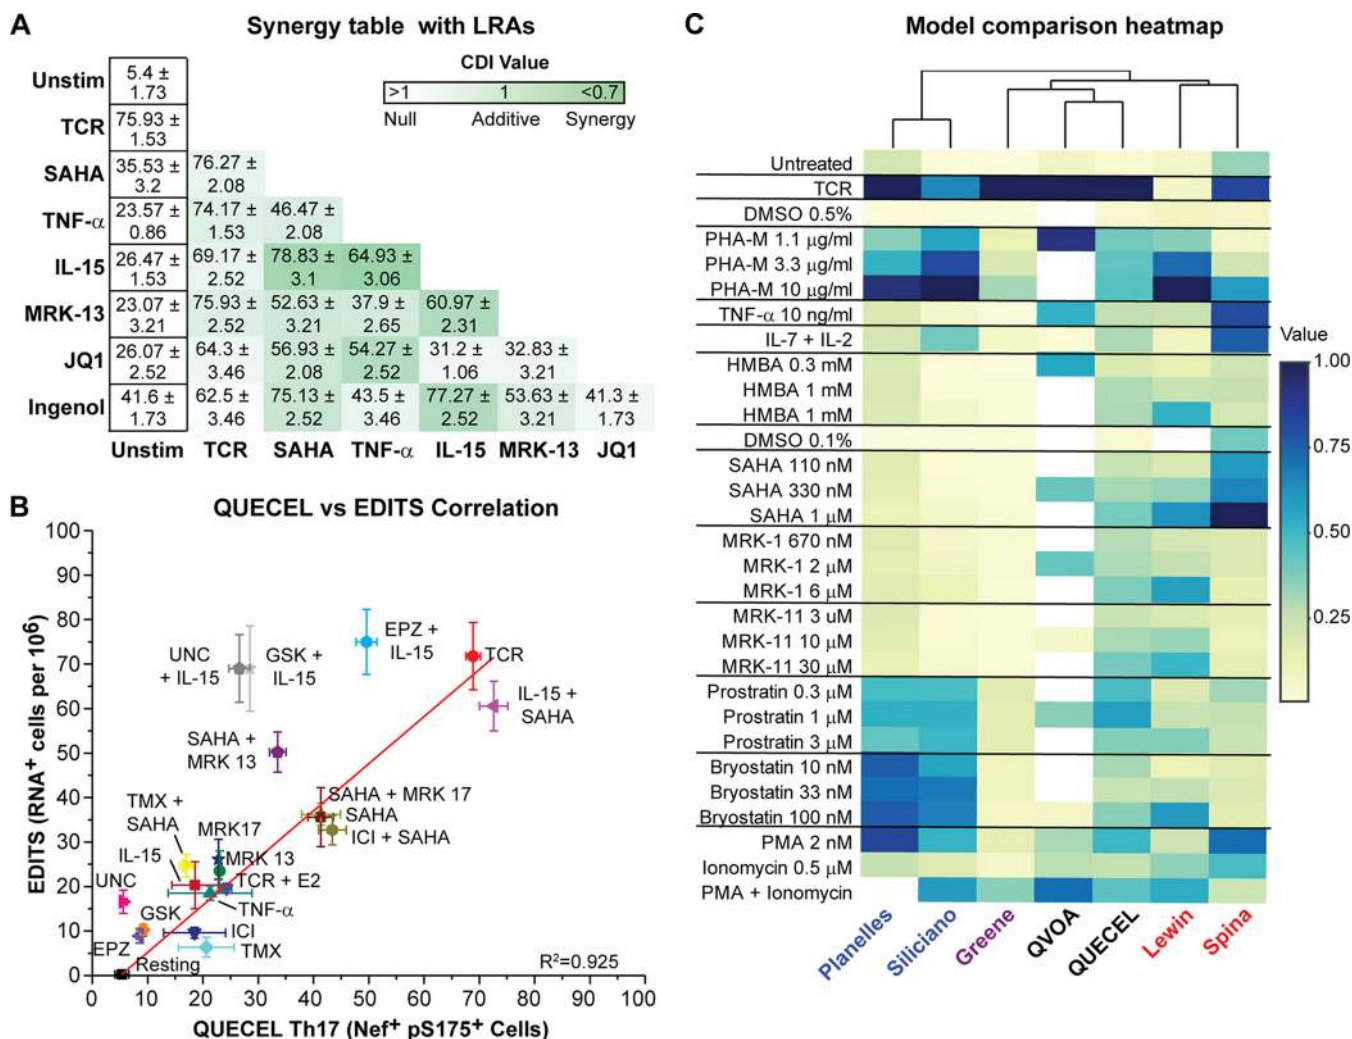 A
Synergy table with LRAs
CDI Value
>1 1 <0.7
Null Additive Synergy
Unstim 5.4 ± 1.73
TCR 75.93 ± 1.53
SAHA 35.53 ± 3.2 76.27 ± 2.08
TNF-α 23.57 ± 0.86 74.17 ± 1.53 46.47 ± 2.08
IL-15 26.47 ± 1.53 69.17 ± 2.52 78.83 ± 3.1 64.93 ± 3.06
MRK-13 23.07 ± 3.21 75.93 ± 2.52 52.63 ± 3.21 37.9 ± 2.65 60.97 ± 2.31
JQ1 26.07 ± 2.52 64.3 ± 3.46 56.93 ± 2.08 54.27 ± 2.52 31.2 ± 1.06 32.83 ± 3.21
Ingenol 41.6 ± 1.73 62.5 ± 3.46 75.13 ± 2.52 43.5 ± 3.46 77.27 ± 2.52 53.63 ± 3.21 41.3 ± 1.73
Unstim TCR SAHA TNF-α IL-15 MRK-13 JQ1
B
QUECEL vs EDITS Correlation
EDITS (RNA⁺ cells per 10⁶)
100
90
80
70
60
50
40
30
20
10
0
UNC + IL-15
GSK + IL-15
EPZ + IL-15
TCR
IL-15 + SAHA
SAHA + MRK 13
SAHA + MRK 17
SAHA
ICI + SAHA
TMX + SAHA
MRK17
IL-15
MRK 13
UNC
TCR + E2
TNF-α
GSK
ICI
EPZ
TMX
Resting
R²=0.925
0 10 20 30 40 50 60 70 80 90 100
QUECEL Th17 (Nef⁺ pS175⁺ Cells)
C
Model comparison heatmap
Untreated
TCR
DMSO 0.5%
PHA-M 1.1 μg/ml
PHA-M 3.3 μg/ml
PHA-M 10 μg/ml
TNF-α 10 ng/ml
IL-7 + IL-2
HMBA 0.3 mM
HMBA 1 mM
HMBA 1 mM
DMSO 0.1%
SAHA 110 nM
SAHA 330 nM
SAHA 1 μM
MRK-1 670 nM
MRK-1 2 μM
MRK-1 6 μM
MRK-11 3 uM
MRK-11 10 μM
MRK-11 30 μM
Prostratin 0.3 μM
Prostratin 1 μM
Prostratin 3 μM
Bryostatin 10 nM
Bryostatin 33 nM
Bryostatin 100 nM
PMA 2 nM
Ionomycin 0.5 μM
PMA + Ionomycin
Planelles Siliciano Greene QVOA QUECEL Lewin Spina
Value
1.00
0.75
0.50
0.25